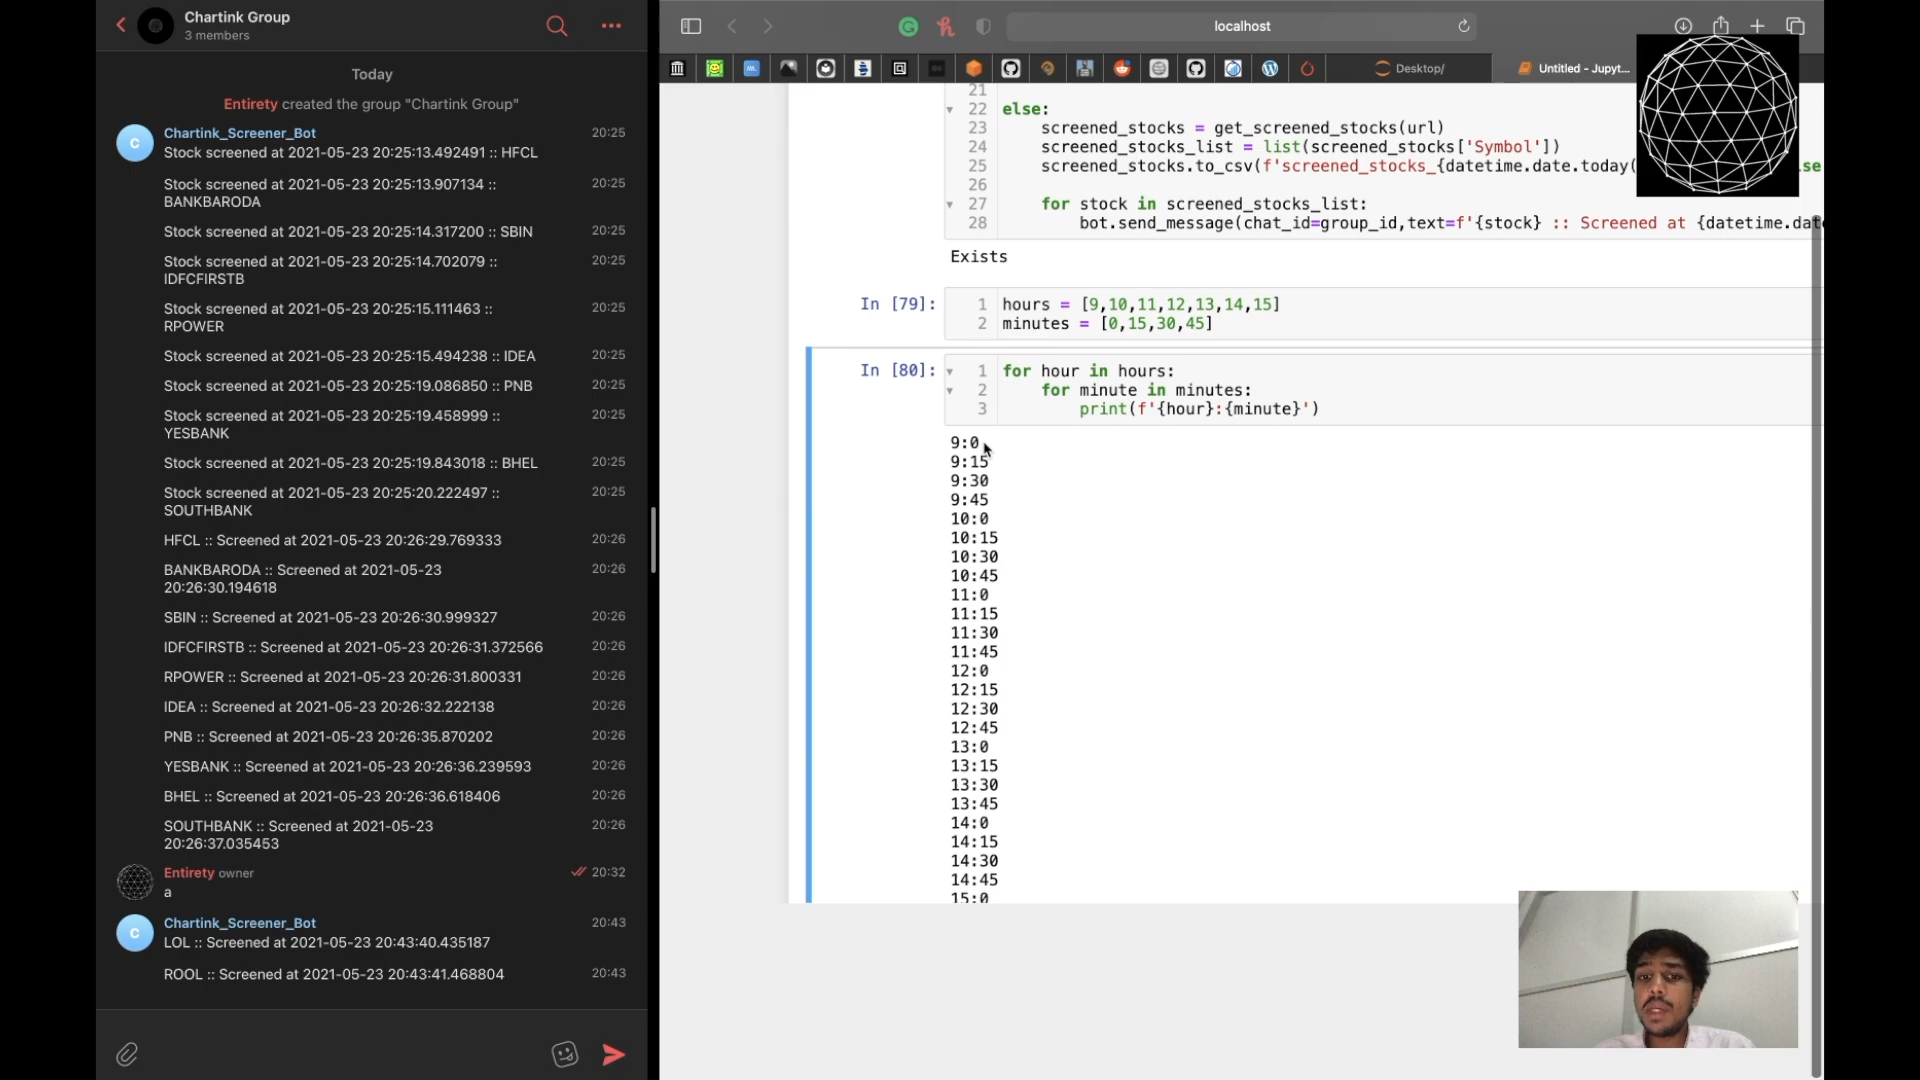 Chartink Group
3 members
Today
Entirety created the group "Chartink Group"
Chartink_Screener_Bot 20:25
Stock screened at 2021-05-23 20:25:13.492491 :: HFCL
Stock screened at 2021-05-23 20:25:13.907134 :: 20:25
BANKBARODA
Stock screened at 2021-05-23 20:25:14.317200 :: SBIN 20:25
Stock screened at 2021-05-23 20:25:14.702079 :: 20:25
IDFCFIRSTB
Stock screened at 2021-05-23 20:25:15.111463 :: 20:25
RPOWER
Stock screened at 2021-05-23 20:25:15.494238 :: IDEA 20:25
Stock screened at 2021-05-23 20:25:19.086850 :: PNB 20:25
Stock screened at 2021-05-23 20:25:19.458999 :: 20:25
YESBANK
Stock screened at 2021-05-23 20:25:19.843018 :: BHEL 20:25
Stock screened at 2021-05-23 20:25:20.222497 :: 20:25
SOUTHBANK
HFCL :: Screened at 2021-05-23 20:26:29.769333 20:26
BANKBARODA :: Screened at 2021-05-23 20:26
20:26:30.194618
SBIN :: Screened at 2021-05-23 20:26:30.999327 20:26
IDFCFIRSTB :: Screened at 2021-05-23 20:26:31.372566 20:26
RPOWER :: Screened at 2021-05-23 20:26:31.800331 20:26
IDEA :: Screened at 2021-05-23 20:26:32.222138 20:26
PNB :: Screened at 2021-05-23 20:26:35.870202 20:26
YESBANK :: Screened at 2021-05-23 20:26:36.239593 20:26
BHEL :: Screened at 2021-05-23 20:26:36.618406 20:26
SOUTHBANK :: Screened at 2021-05-23 20:26
20:26:37.035453
Entirety owner 20:32
a
C
Chartink_Screener_Bot 20:43
LOL :: Screened at 2021-05-23 20:43:40.435187
ROOL :: Screened at 2021-05-23 20:43:41.468804 20:43
localhost
Desktop/
Untitled - Jupyt...
21
22 else:
23 screened_stocks = get_screened_stocks(url)
24 screened_stocks_list = list(screened_stocks['Symbol'])
25 screened_stocks.to_csv(f'screened_stocks_{datetime.date.today( se
26
27 for stock in screened_stocks_list:
28 bot.send_message(chat_id=group_id,text=f'{stock} :: Screened at {datetime.date
Exists
In [79]: 1 hours = [9,10,11,12,13,14,15]
2 minutes = [0,15,30,45]
In [80]: 1 for hour in hours:
2 for minute in minutes:
3 print(f'{hour}:{minute}')
9:0
9:15
9:30
9:45
10:0
10:15
10:30
10:45
11:0
11:15
11:30
11:45
12:0
12:15
12:30
12:45
13:0
13:15
13:30
13:45
14:0
14:15
14:30
14:45
15:0